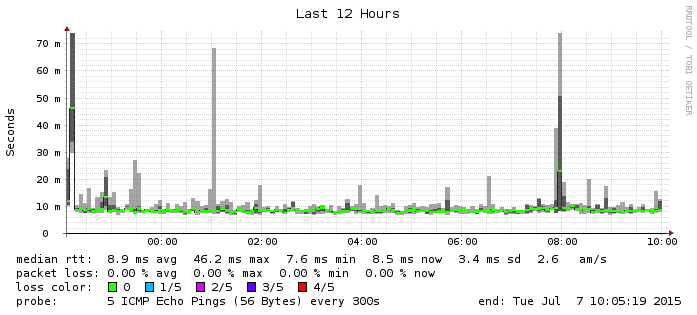 Last 12 Hours
RRDTOOL / TOBI OETIKER
Seconds
70 m
60 m
50 m
40 m
30 m
20 m
10 m
0
00:00 02:00 04:00 06:00 08:00 10:00
median rtt: 8.9 ms avg 46.2 ms max 7.6 ms min 8.5 ms now 3.4 ms sd 2.6 am/s
packet loss: 0.00 % avg 0.00 % max 0.00 % min 0.00 % now
loss color: 0 1/5 2/5 3/5 4/5
probe: 5 ICMP Echo Pings (56 Bytes) every 300s end: Tue Jul 7 10:05:19 2015